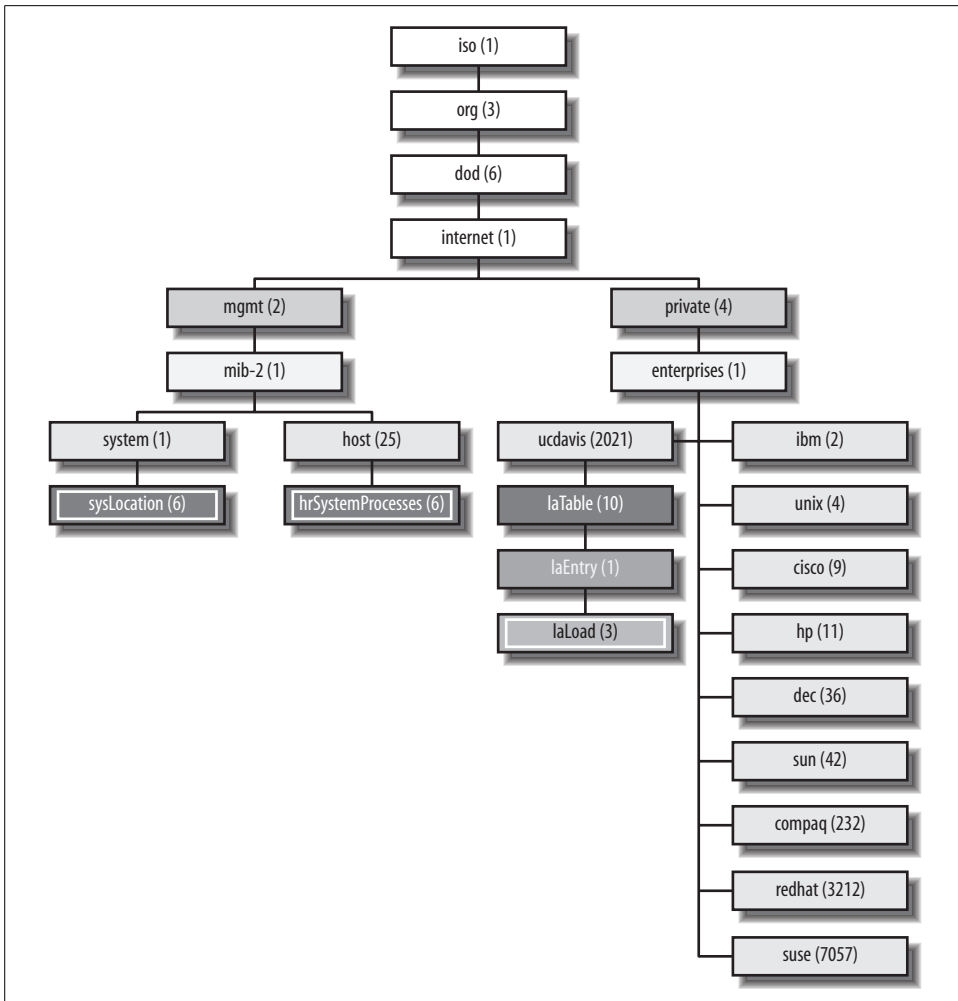 iso (1)
org (3)
dod (6)
internet (1)
mgmt (2)
private (4)
mib-2 (1)
enterprises (1)
system (1)
host (25)
ucdavis (2021)
ibm (2)
sysLocation (6)
hrSystemProcesses (6)
laTable (10)
unix (4)
laEntry (1)
cisco (9)
laLoad (3)
hp (11)
dec (36)
sun (42)
compaq (232)
redhat (3212)
suse (7057)